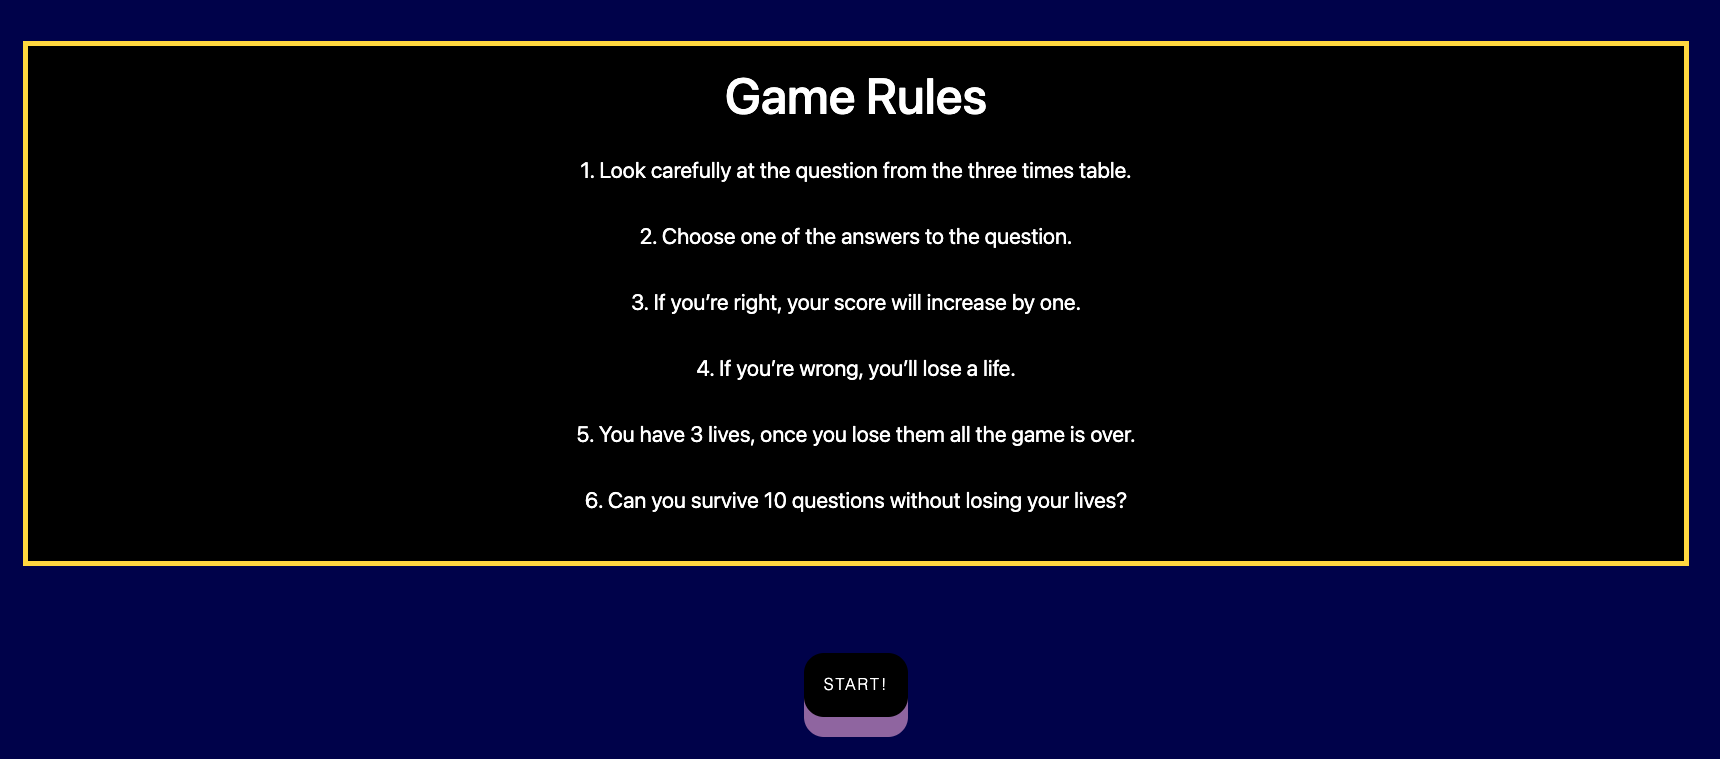 Game Rules
1. Look carefully at the question from the three times table.
2. Choose one of the answers to the question.
3. If you’re right, your score will increase by one.
4. If you’re wrong, you’ll lose a life.
5. You have 3 lives, once you lose them all the game is over.
6. Can you survive 10 questions without losing your lives?
START!